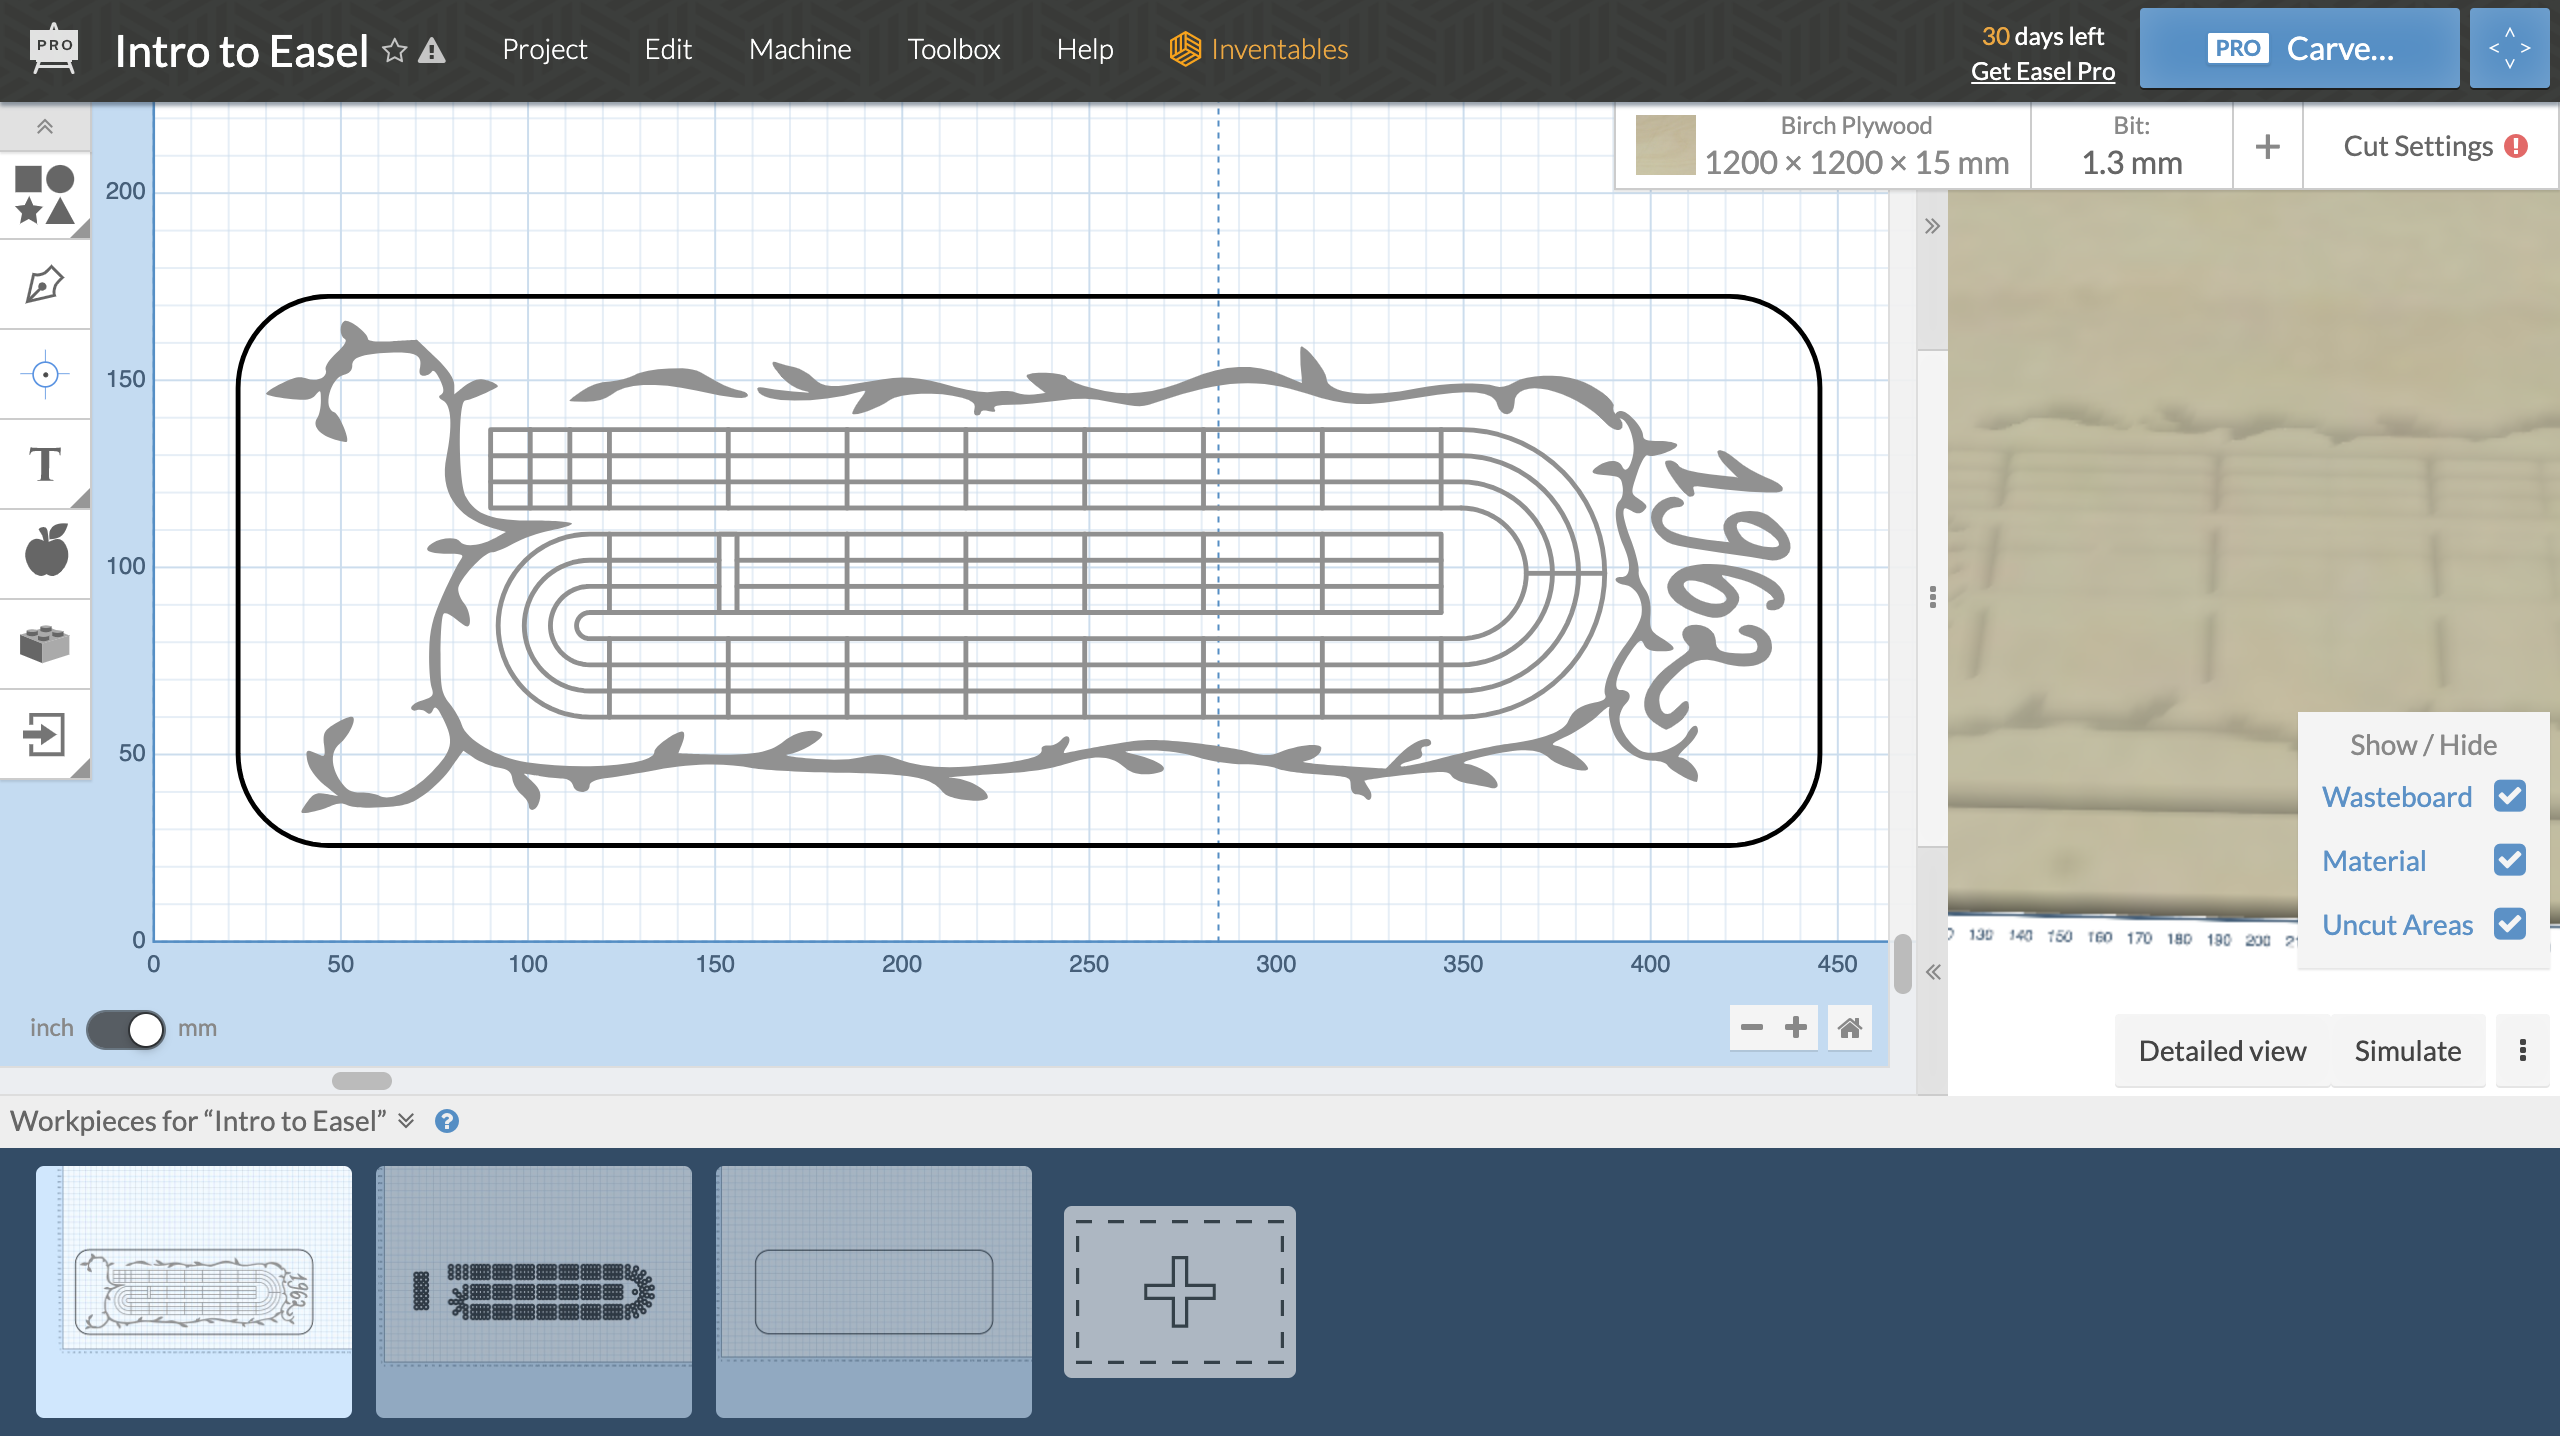 PRO
Intro to Easel
Project
Edit
Machine
Toolbox
Help
Inventables
30 days left
Get Easel Pro
PRO Carve...
Birch Plywood
1200 × 1200 × 15 mm
Bit:
1.3 mm
Cut Settings
T
200
150
100
50
0
0 50 100 150 200 250 300 350 400 450
1962
inch
mm
Show / Hide
Wasteboard
Material
Uncut Areas
130 140 150 160 170 180 190 200
Detailed view
Simulate
Workpieces for “Intro to Easel”
1962